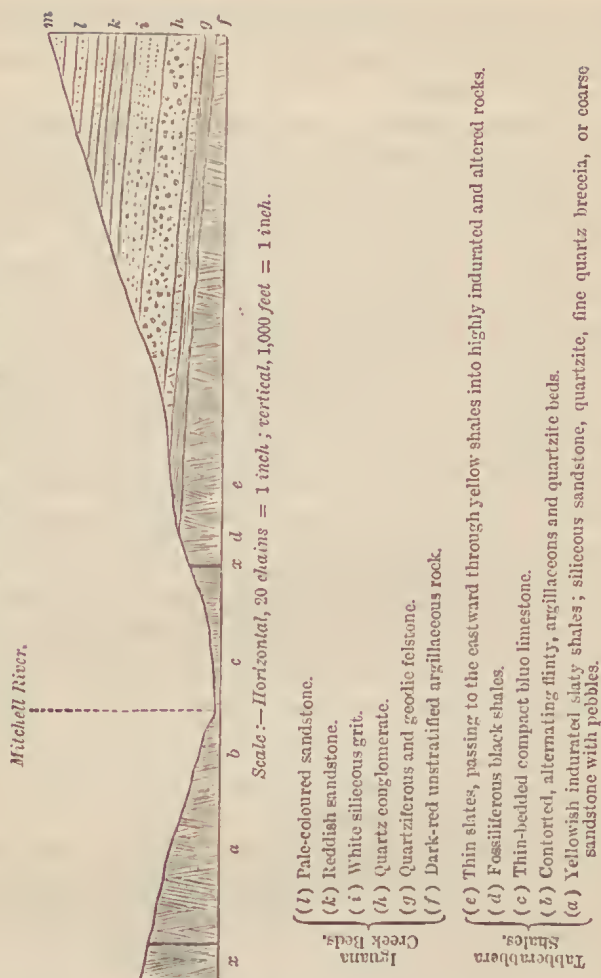 Mitchell River.
m
l
k
i
h
g
f
x
a
b
c
x
d
e
Scale:—Horizontal, 20 chains = 1 inch; vertical, 1,000 feet = 1 inch.
Iguana
Creek Beds.
(l) Pale-coloured sandstone.
(k) Reddish sandstone.
(i) White siliceous grit.
(h) Quartz conglomerate.
(g) Quartziferous and geodic felstone.
(f) Dark-red unstratified argillaceous rock.
Tabberabbera
Shales.
(e) Thin slates, passing to the eastward through yellow shales into highly indurated and altered rocks.
(d) Fossiliferous black shales.
(c) Thin-bedded compact blue limestone.
(b) Contorted, alternating flinty, argillaceous and quartzite beds.
(a) Yellowish indurated slaty shales; siliceous sandstone, quartzite, fine quartz breccia, or coarse
sandstone with pebbles.